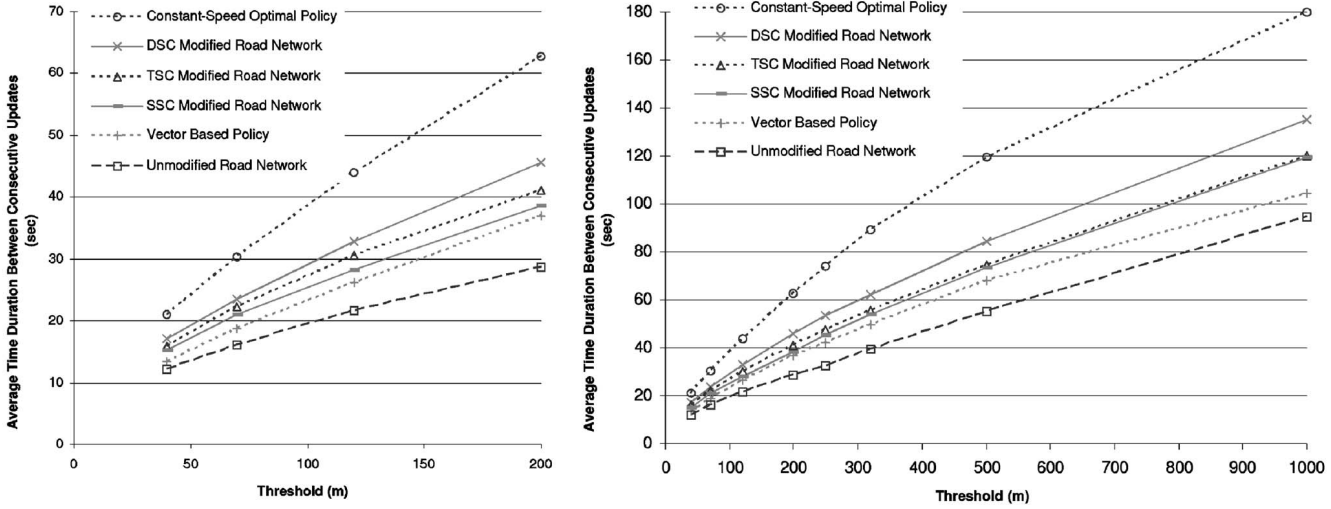 70
60
50
40
30
20
10
0
0
50
100
150
200
Average Time Duration Between Consecutive Updates
(sec)
Threshold (m)
Constant-Speed Optimal Policy
DSC Modified Road Network
TSC Modified Road Network
SSC Modified Road Network
Vector Based Policy
Unmodified Road Network
180
160
140
120
100
80
60
40
20
0
0
100
200
300
400
500
600
700
800
900
1000
Average Time Duration Between Consecutive Updates
(sec)
Threshold (m)
Constant-Speed Optimal Policy
DSC Modified Road Network
TSC Modified Road Network
SSC Modified Road Network
Vector Based Policy
Unmodified Road Network